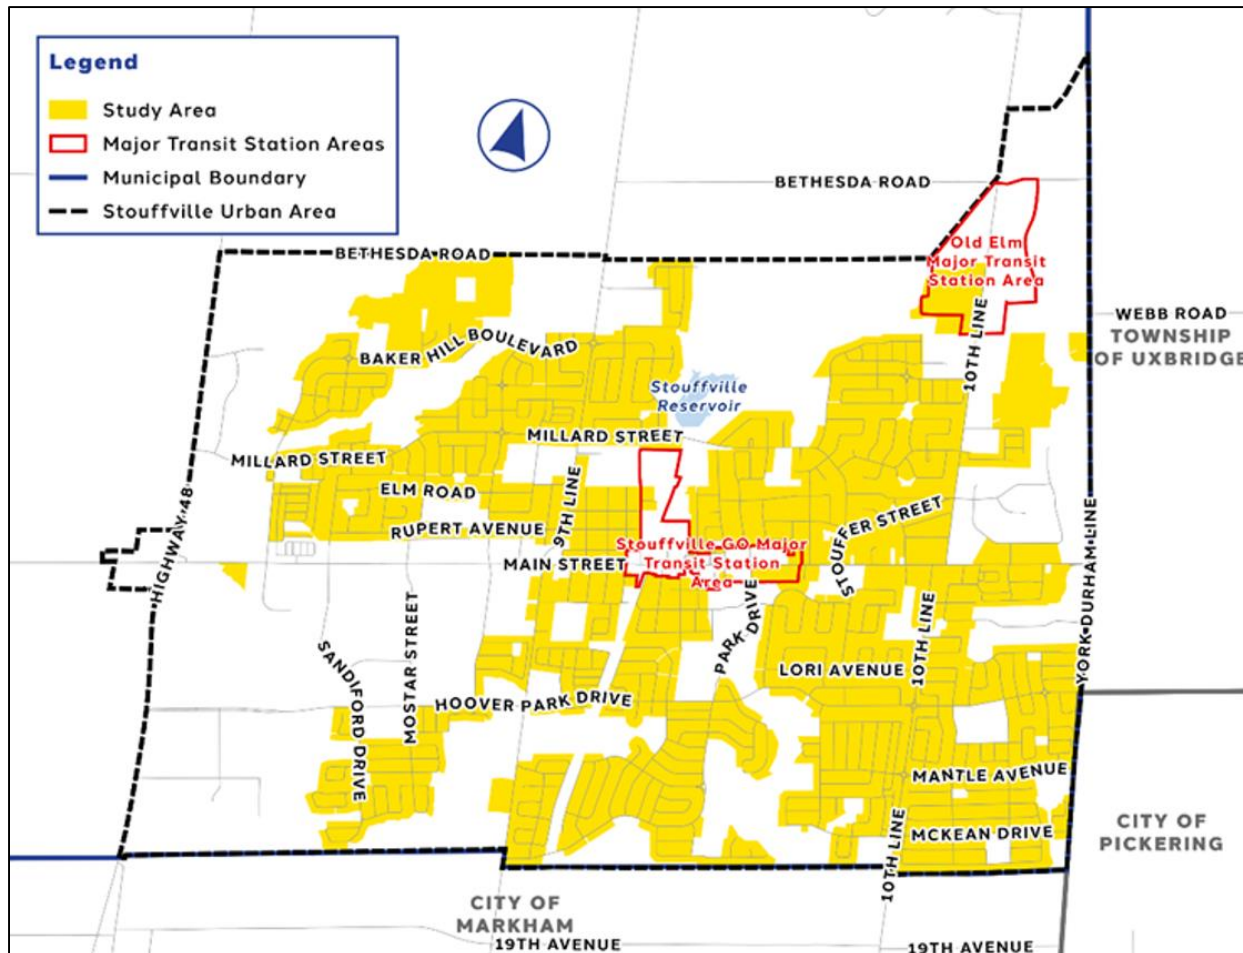 Legend
Study Area
Major Transit Station Areas
Municipal Boundary
Stouffville Urban Area
BETHESDA ROAD
BETHESDA ROAD
Old Elm
Major Transit
Station Area
WEBB ROAD
TOWNSHIP
OF UXBRIDGE
10TH LINE
BAKER HILL BOULEVARD
Stouffville
Reservoir
MILLARD STREET
MILLARD STREET
ELM ROAD
9TH LINE
RUPERT AVENUE
STOUFFER STREET
HIGHWAY 48
MAIN STREET
Stouffville GO Major
Transit Station
Area
YORK-DURHAM LINE
PARK DRIVE
10TH LINE
SANDIFORD DRIVE
MOSTAR STREET
LORI AVENUE
HOOVER PARK DRIVE
MANTLE AVENUE
MCKEAN DRIVE
10TH LINE
CITY OF
PICKERING
CITY OF
MARKHAM
19TH AVENUE
19TH AVENUE